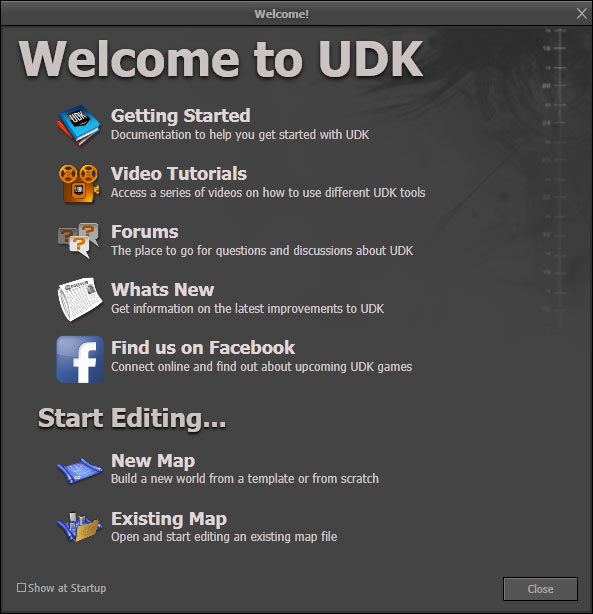 Welcome!
Welcome to UDK
UDK
Getting Started
Documentation to help you get started with UDK
Video Tutorials
Access a series of videos on how to use different UDK tools
? ? ?
Forums
The place to go for questions and discussions about UDK
Whats New
Get information on the latest improvements to UDK
f
Find us on Facebook
Connect online and find out about upcoming UDK games
Start Editing...
New Map
Build a new world from a template or from scratch
Existing Map
Open and start editing an existing map file
Show at Startup
Close